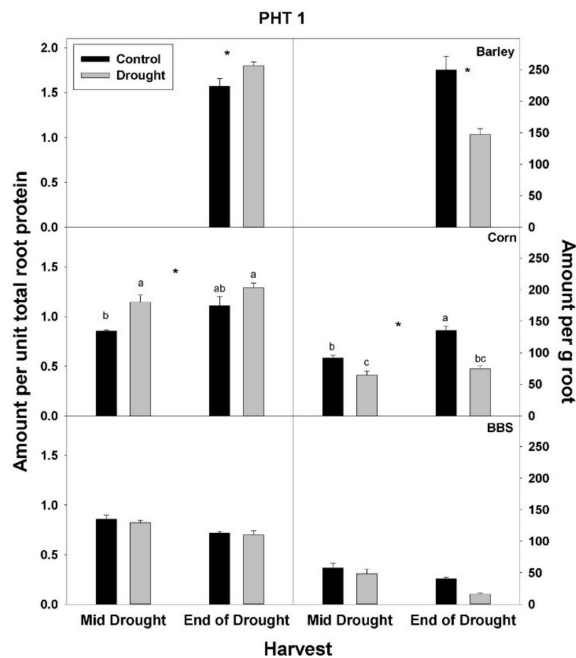 PHT 1
Control
Drought
*
Barley
*
2.0
1.5
1.0
0.5
0.0
250
200
150
100
50
0
Corn
*
b
a
ab
a
*
b
c
a
bc
1.5
1.0
0.5
0.0
250
200
150
100
50
0
BBS
1.5
1.0
0.5
0.0
250
200
150
100
50
0
Amount per unit total root protein
Amount per g root
Mid Drought End of Drought Mid Drought End of Drought
Harvest